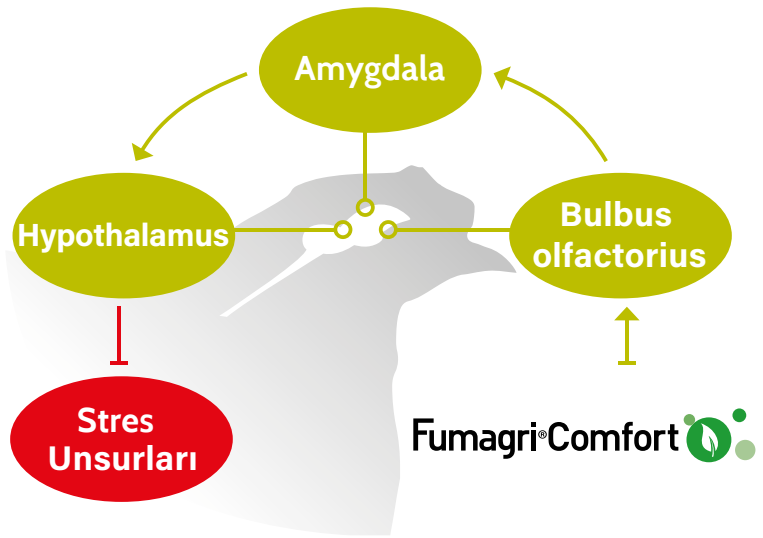 Amygdala
Hypothalamus
Bulbus
olfactorius
Stres
Unsurları
Fumagri®Comfort